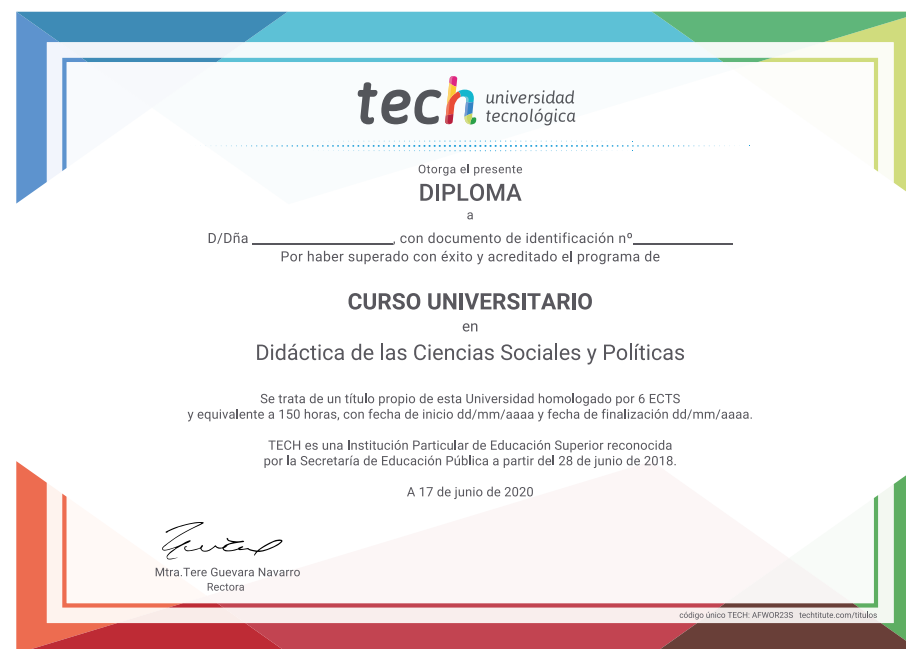 tech universidad
tecnológica
Otorga el presente
DIPLOMA
a
D/Dña ____________________, con documento de identificación nº______________
Por haber superado con éxito y acreditado el programa de
CURSO UNIVERSITARIO
en
Didáctica de las Ciencias Sociales y Políticas
Se trata de un título propio de esta Universidad homologado por 6 ECTS
y equivalente a 150 horas, con fecha de inicio dd/mm/aaaa y fecha de finalización dd/mm/aaaa.
TECH es una Institución Particular de Educación Superior reconocida
por la Secretaría de Educación Pública a partir del 28 de junio de 2018.
A 17 de junio de 2020
Mtra.Tere Guevara Navarro
Rectora
código único TECH: AFWOR23S techtitute.com/titulos